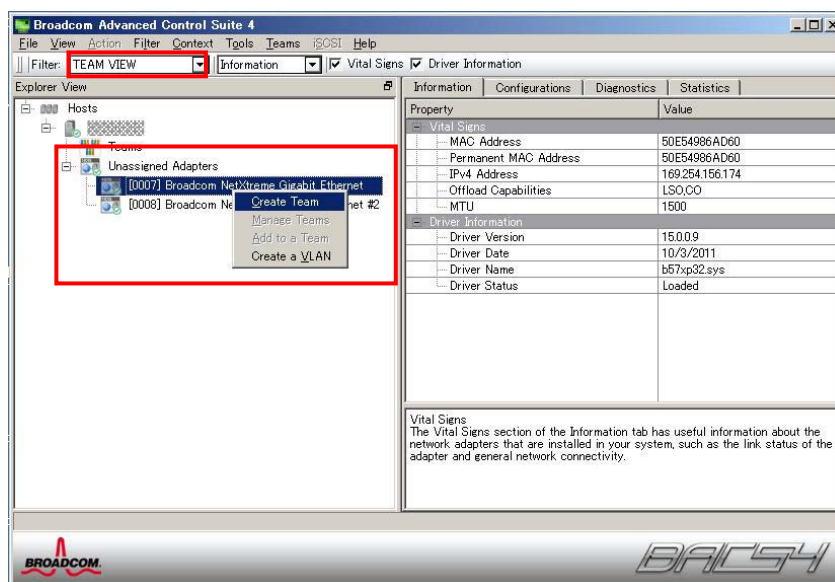 Broadcom Advanced Control Suite 4
File View Action Filter Context Tools Teams iSCSI Help
Filter: TEAM VIEW Information Vital Signs Driver Information
Explorer View
Hosts
Teams
Unassigned Adapters
[0007] Broadcom NetXtreme Gigabit Ethernet
[0008] Broadcom Ne
net #2
Create Team
Manage Teams
Add to a Team
Create a VLAN
Information Configurations Diagnostics Statistics
Property Value
Vital Signs
MAC Address 50E54986AD60
Permanent MAC Address 50E54986AD60
IPv4 Address 169.254.156.174
Offload Capabilities LSO,CO
MTU 1500
Driver Information
Driver Version 15.0.0.9
Driver Date 10/3/2011
Driver Name b57xp32.sys
Driver Status Loaded
Vital Signs
The Vital Signs section of the Information tab has useful information about the
network adapters that are installed in your system, such as the link status of the
adapter and general network connectivity.
BROADCOM.
BACS4